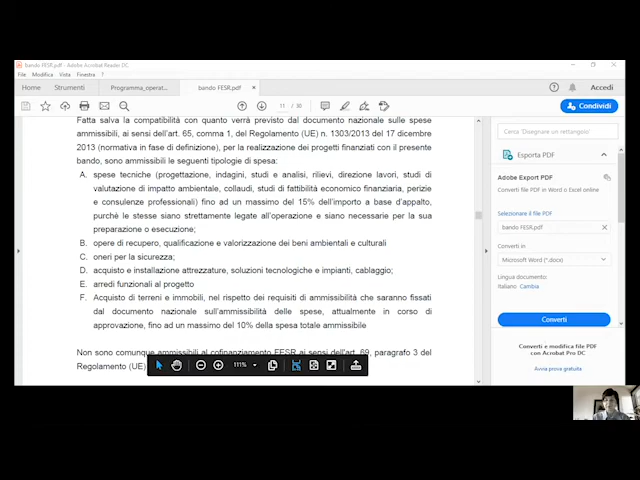 bando FESR.pdf - Adobe Acrobat Reader DC
File Modifica Vista Finestra ?
Home Strumenti Programma_operat... bando FESR.pdf Accedi
11 / 30 Condividi
Fatta salva la compatibilità con quanto verrà previsto dal documento nazionale sulle spese
ammissibili, ai sensi dell'art. 65, comma 1, del Regolamento (UE) n. 1303/2013 del 17 dicembre
2013 (normativa in fase di definizione), per la realizzazione dei progetti finanziati con il presente
bando, sono ammissibili le seguenti tipologie di spesa:
A. spese tecniche (progettazione, indagini, studi e analisi, rilievi, direzione lavori, studi di
valutazione di impatto ambientale, collaudi, studi di fattibilità economico finanziaria, perizie
e consulenze professionali) fino ad un massimo del 15% dell'importo a base d'appalto,
purché le stesse siano strettamente legate all'operazione e siano necessarie per la sua
preparazione o esecuzione;
B. opere di recupero, qualificazione e valorizzazione dei beni ambientali e culturali
C. oneri per la sicurezza;
D. acquisto e installazione attrezzature, soluzioni tecnologiche e impianti, cablaggio;
E. arredi funzionali al progetto
F. Acquisto di terreni e immobili, nel rispetto dei requisiti di ammissibilità che saranno fissati
dal documento nazionale sull'ammissibilità delle spese, attualmente in corso di
approvazione, fino ad un massimo del 10% della spesa totale ammissibile
Non sono comunque ammissibili al cofinanziamento FESR ai sensi dell'art. 69, paragrafo 3 del
Regolamento (UE)
111%
Cerca 'Disegnare un rettangolo'
Esporta PDF
Adobe Export PDF
Converti file PDF in Word o Excel online
Selezionare il file PDF
bando FESR.pdf
Converti in
Microsoft Word (*.docx)
Lingua documento:
Italiano Cambia
Converti
Converti e modifica file PDF
con Acrobat Pro DC
Avvia prova gratuita